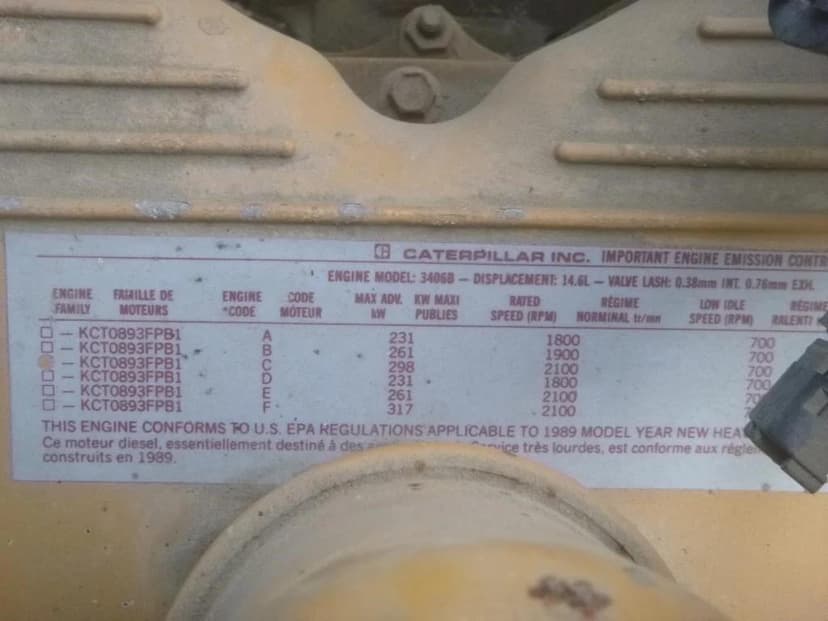 CATERPILLAR INC. IMPORTANT ENGINE EMISSION
ENGINE MODEL: 3406B — DISPLACEMENT: 14.6L — VALVE LASH: 0.38mm INT. 0.76mm EXH.
ENGINE FAMILY FAMILLE DE MOTEURS ENGINE *CODE CODE MOTEUR MAX ADV. kW KW MAXI PUBLIES RATED SPEED (RPM) RÉGIME NORMINAL tr/mn LOW IDLE SPEED (RPM) RÉGIME RALENTI
— KCT0893FPB1 A 231 1800 700
— KCT0893FPB1 B 261 1900 700
— KCT0893FPB1 C 298 2100 700
— KCT0893FPB1 D 231 1800 700
— KCT0893FPB1 E 261 2100 700
— KCT0893FPB1 F 317 2100
THIS ENGINE CONFORMS TO U.S. EPA REGULATIONS APPLICABLE TO 1989 MODEL YEAR NEW
Ce moteur diesel, essentiellement destiné à des très lourdes, est conforme aux
construits en 1989.